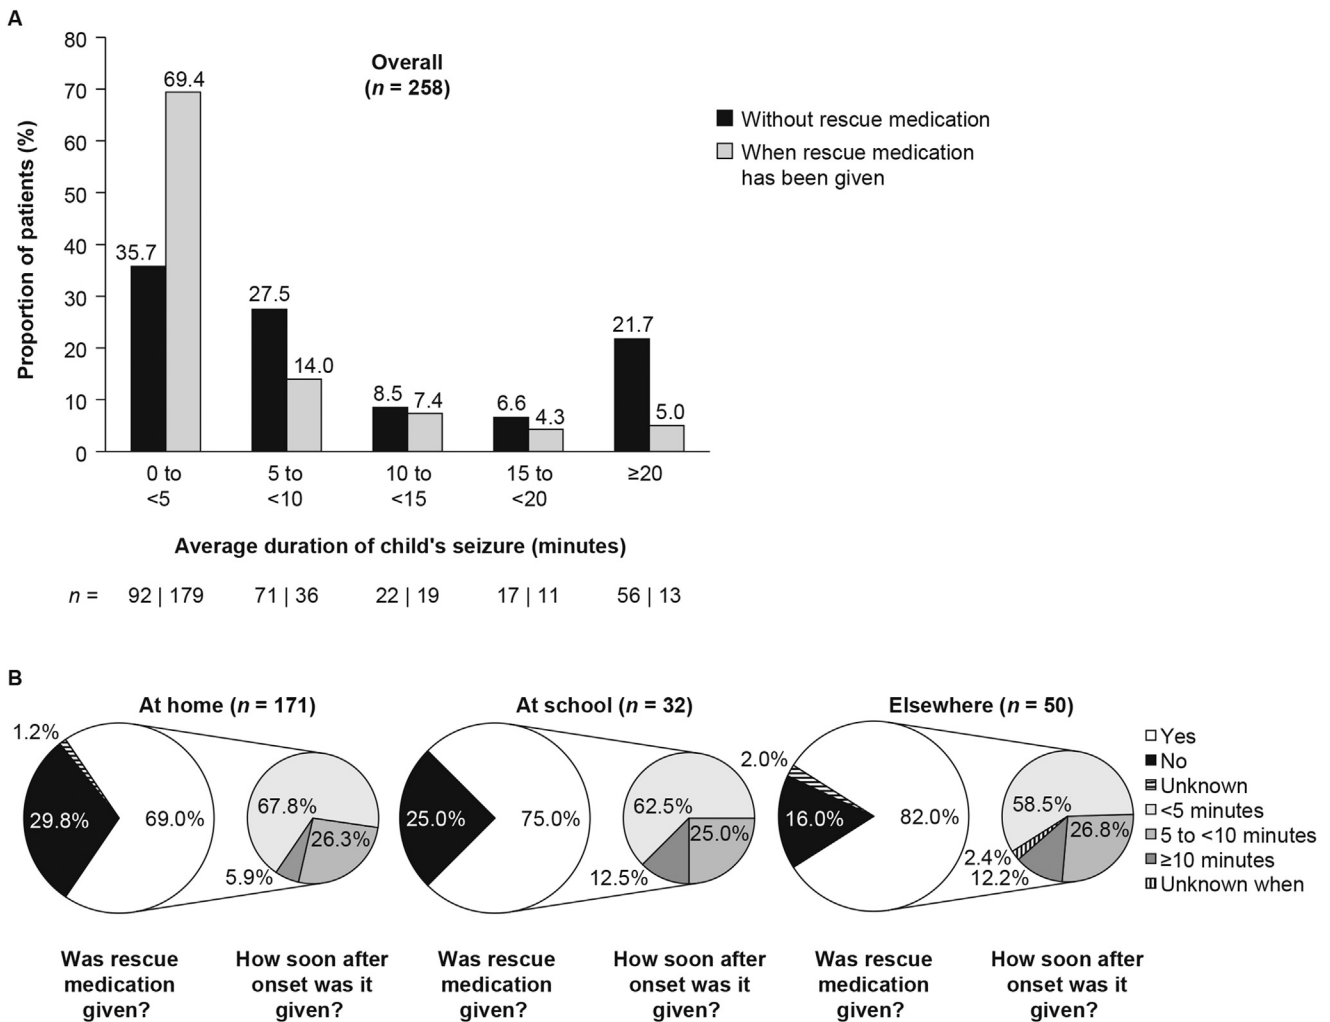 A
Overall
(n = 258)
Without rescue medication
When rescue medication
has been given
Proportion of patients (%)
80
70
60
50
40
30
20
10
0
35.7
69.4
27.5
14.0
8.5
7.4
6.6
4.3
21.7
5.0
0 to
<5
5 to
<10
10 to
<15
15 to
<20
≥20
Average duration of child's seizure (minutes)
n = 92 | 179 71 | 36 22 | 19 17 | 11 56 | 13
B
At home (n = 171)
1.2%
29.8%
69.0%
67.8%
26.3%
5.9%
Was rescue
medication
given?
How soon after
onset was it
given?
At school (n = 32)
25.0%
75.0%
62.5%
25.0%
12.5%
Was rescue
medication
given?
How soon after
onset was it
given?
Elsewhere (n = 50)
2.0%
16.0%
82.0%
58.5%
26.8%
2.4%
12.2%
Was rescue
medication
given?
How soon after
onset was it
given?
Yes
No
Unknown
<5 minutes
5 to <10 minutes
≥10 minutes
Unknown when